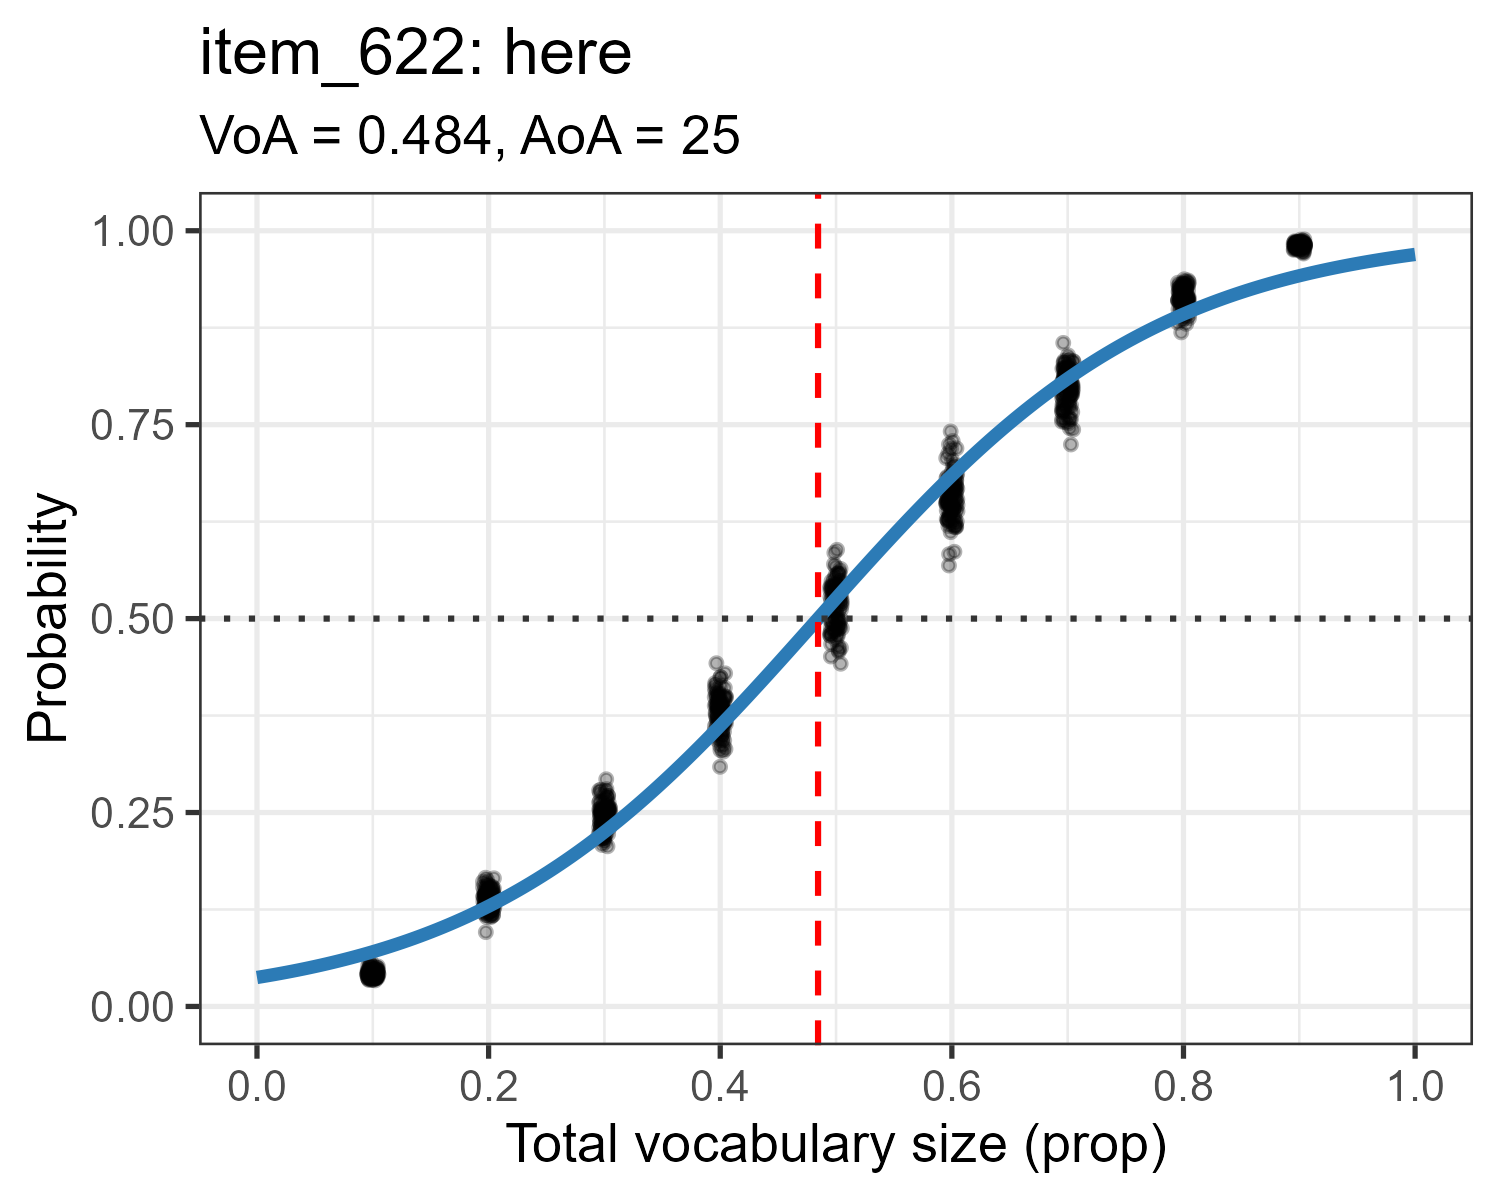 item_622: here
VoA = 0.484, AoA = 25
1.00
0.75
0.50
0.25
0.00
Probability
0.0 0.2 0.4 0.6 0.8 1.0
Total vocabulary size (prop)